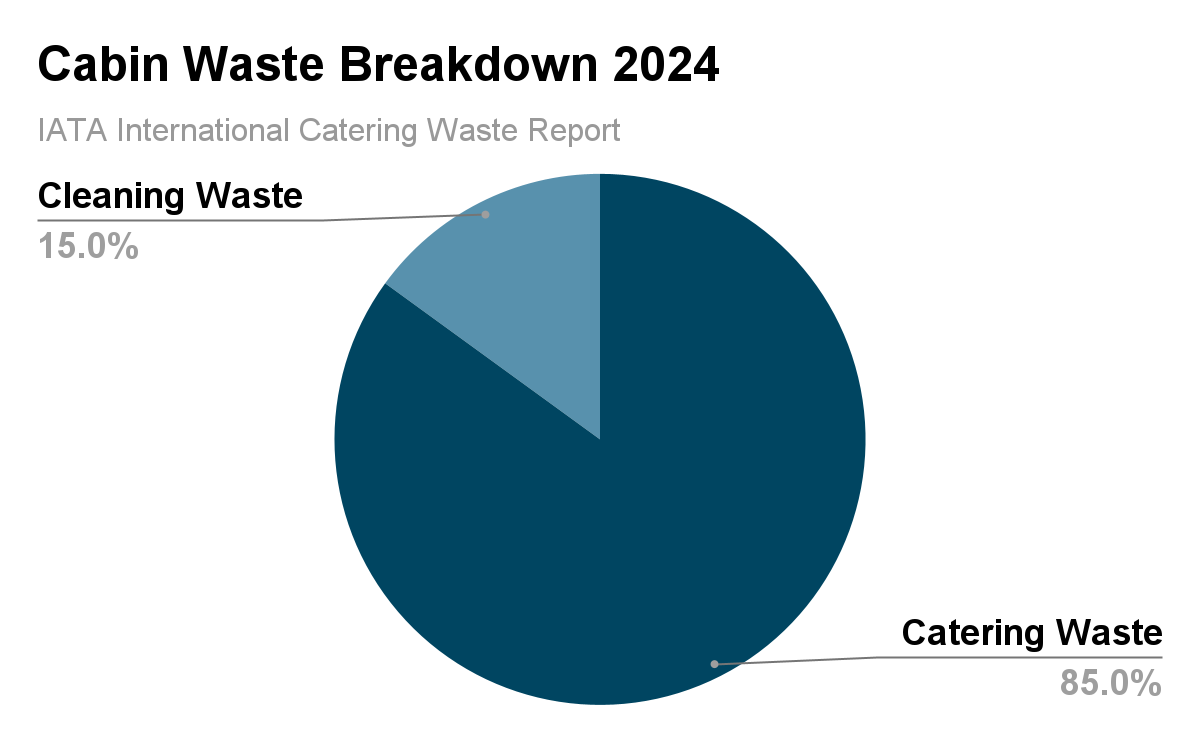 Cabin Waste Breakdown 2024
IATA International Catering Waste Report
Cleaning Waste
15.0%
Catering Waste
85.0%